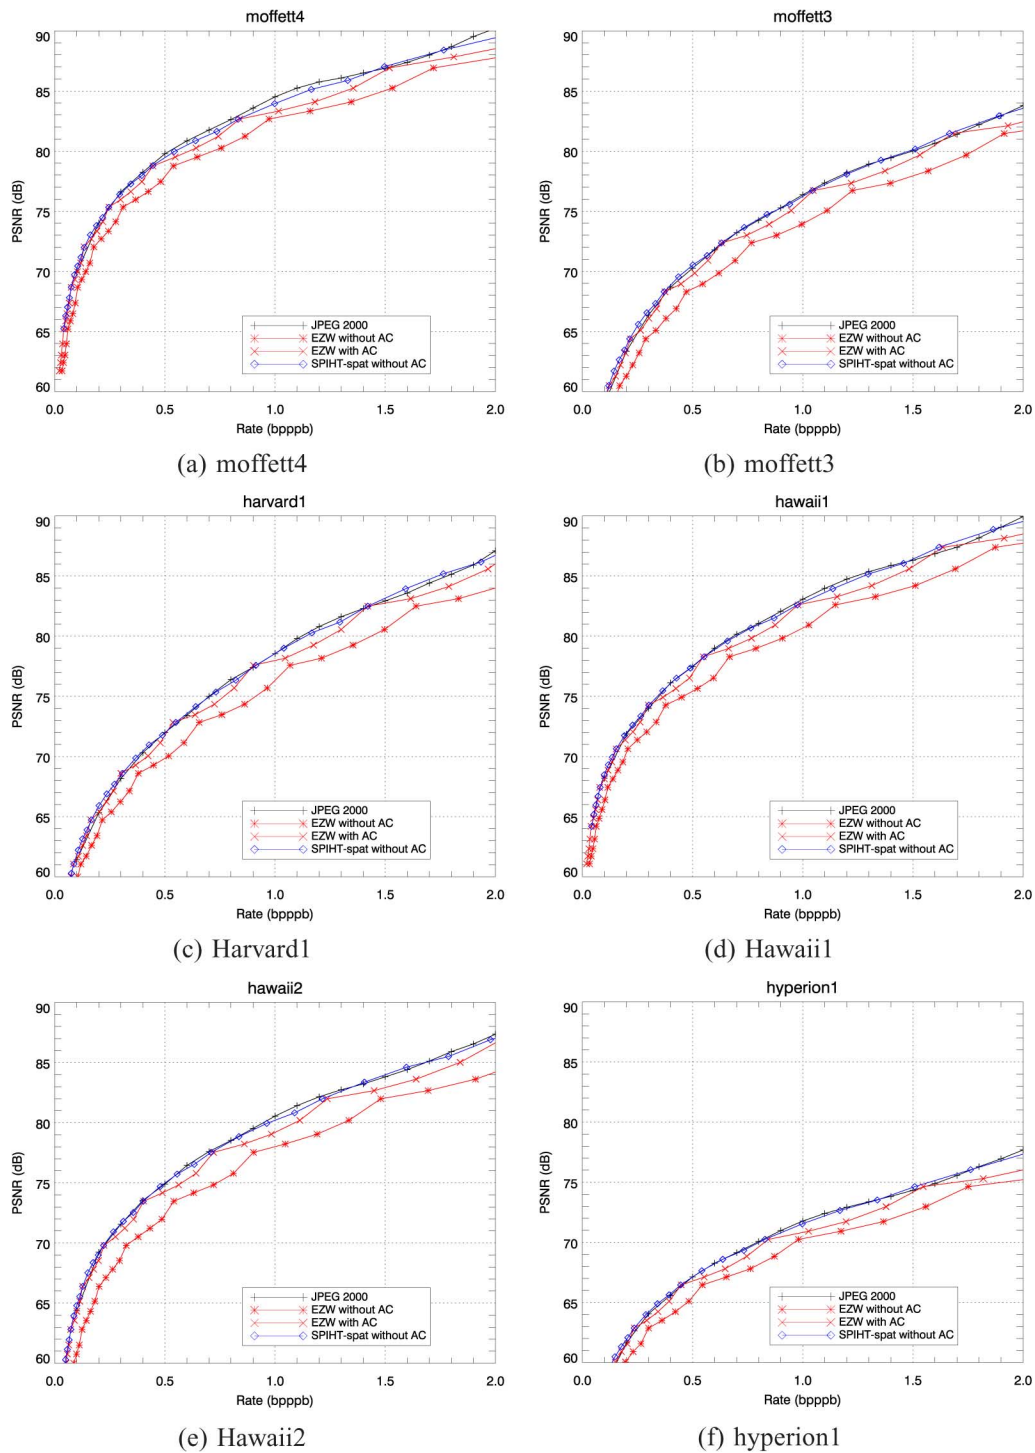 moffett4
90
85
80
75
70
65
60
PSNR (dB)
JPEG 2000
EZW without AC
EZW with AC
SPIHT-spat without AC
0.0 0.5 1.0 1.5 2.0
Rate (bpppb)
(a) moffett4
moffett3
90
85
80
75
70
65
60
PSNR (dB)
JPEG 2000
EZW without AC
EZW with AC
SPIHT-spat without AC
0.0 0.5 1.0 1.5 2.0
Rate (bpppb)
(b) moffett3
harvard1
90
85
80
75
70
65
60
PSNR (dB)
JPEG 2000
EZW without AC
EZW with AC
SPIHT-spat without AC
0.0 0.5 1.0 1.5 2.0
Rate (bpppb)
(c) Harvard1
hawaii1
90
85
80
75
70
65
60
PSNR (dB)
JPEG 2000
EZW without AC
EZW with AC
SPIHT-spat without AC
0.0 0.5 1.0 1.5 2.0
Rate (bpppb)
(d) Hawaii1
hawaii2
90
85
80
75
70
65
60
PSNR (dB)
JPEG 2000
EZW without AC
EZW with AC
SPIHT-spat without AC
0.0 0.5 1.0 1.5 2.0
Rate (bpppb)
(e) Hawaii2
hyperion1
90
85
80
75
70
65
60
PSNR (dB)
JPEG 2000
EZW without AC
EZW with AC
SPIHT-spat without AC
0.0 0.5 1.0 1.5 2.0
Rate (bpppb)
(f) hyperion1